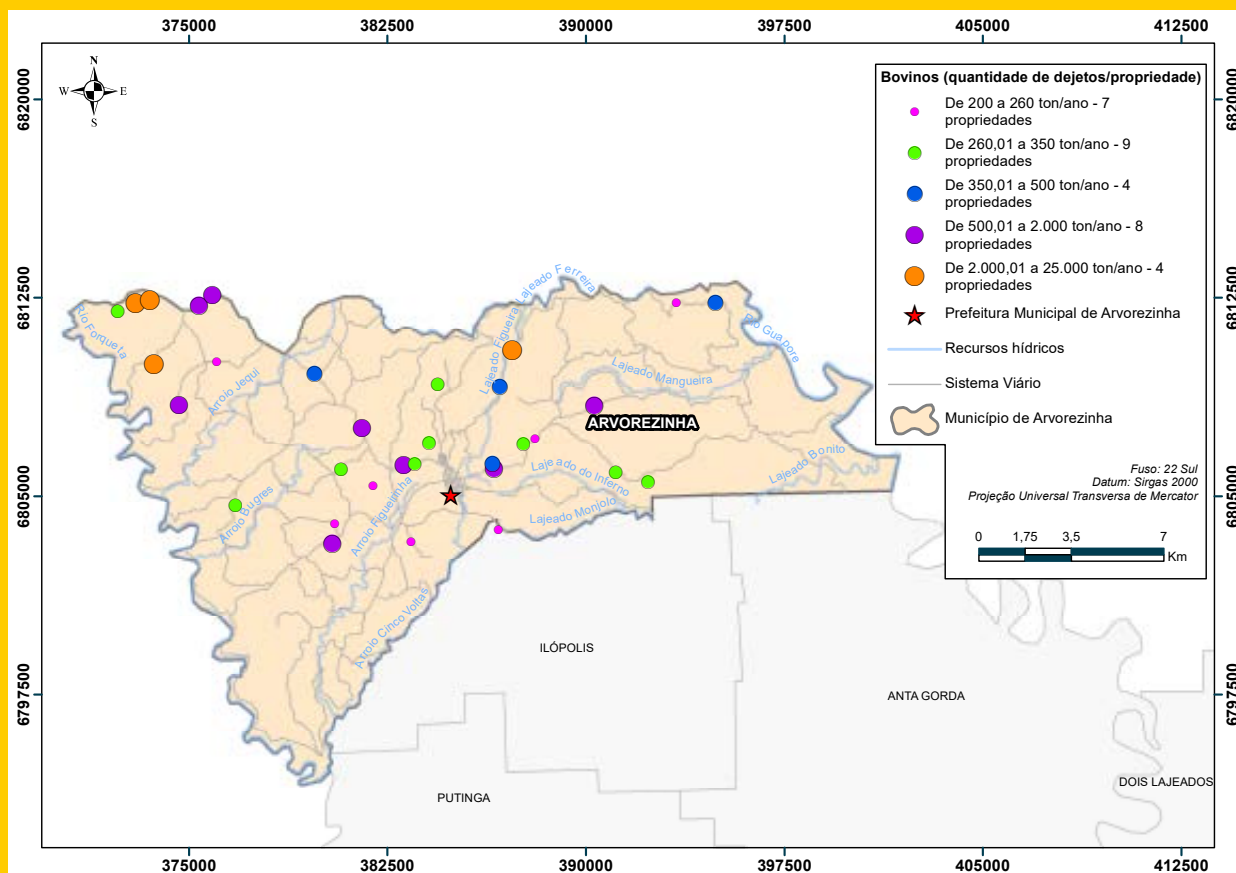 375000
382500
390000
397500
405000
412500
6820000
6820000
N
W
E
S
Bovinos (quantidade de dejetos/propriedade)
De 200 a 260 ton/ano - 7
propriedades
De 260,01 a 350 ton/ano - 9
propriedades
De 350,01 a 500 ton/ano - 4
propriedades
De 500,01 a 2.000 ton/ano - 8
propriedades
De 2.000,01 a 25.000 ton/ano - 4
propriedades
Prefeitura Municipal de Arvorezinha
Recursos hídricos
Sistema Viário
Município de Arvorezinha
Fuso: 22 Sul
Datum: Sirgas 2000
Projeção Universal Transversa de Mercator
0
1,75
3,5
7
Km
6812500
6812500
Rio Forqueta
Lajeado Ferreira
Lajeado Figueira
Rio Guapore
Arroio Jequi
Lajeado Mangueira
ARVOREZINHA
Lajeado do Inferno
Lajeado Bonito
6805000
6805000
Arroio Bugres
Arroio Figueirinha
Lajeado Monjolo
Arroio Cinco Voltas
ILÓPOLIS
ANTA GORDA
6797500
6797500
PUTINGA
DOIS LAJEADOS
375000
382500
390000
397500
405000
412500